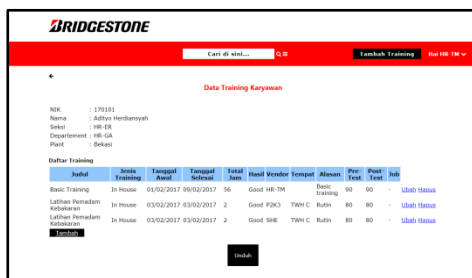 BRIDGESTONE
Cari di sini...
Tambah Training
Hai HR-TM
Data Training Karyawan
NIK : 170101
Nama : Adityo Herdiansyah
Seksi : HR-ER
Departement : HR-GA
Plant : Bekasi
Daftar Training
Judul Jenis Training Tanggal Awal Tanggal Selesai Total Jam Hasil Vendor Tempat Alasan Pre-Test Post-Test Job
Basic Training In House 01/02/2017 09/02/2017 56 Good HR-TM Basic training 90 90 - Ubah Hapus
Latihan Pemadam Kebakaran In House 03/02/2017 03/02/2017 2 Good P2K3 TWH C Rutin 80 80 - Ubah Hapus
Latihan Pemadam Kebakaran In House 03/02/2017 03/02/2017 2 Good SHE TWH C Rutin 80 80 - Ubah Hapus
Tambah
Unduh